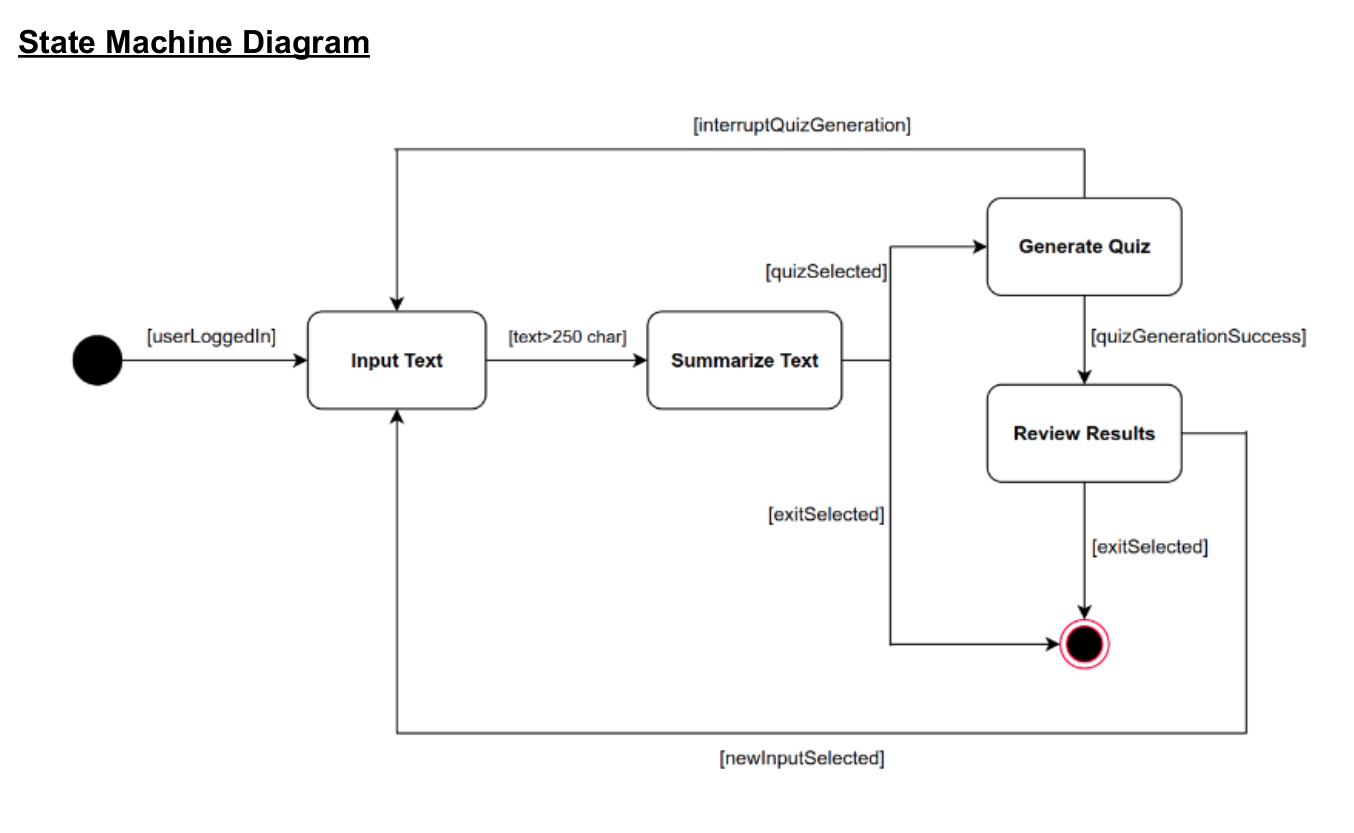 State Machine Diagram
[interruptQuizGeneration]
Generate Quiz
[quizSelected]
[userLoggedIn]
[text>250 char]
[quizGenerationSuccess]
Input Text
Summarize Text
Review Results
[exitSelected]
[exitSelected]
[newInputSelected]